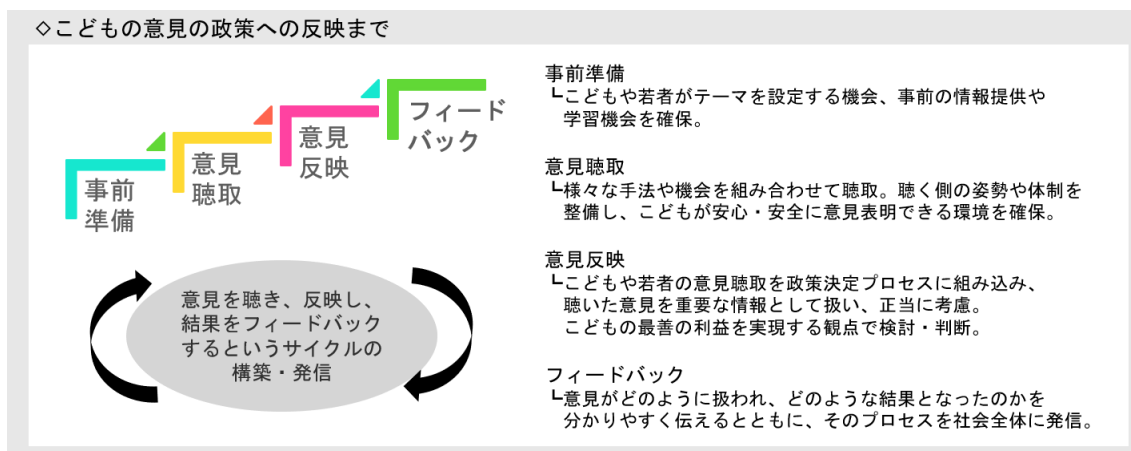 ◇こどもの意見の政策への反映まで
事前
準備
意見
聴取
意見
反映
フィード
バック
意見を聴き、反映し、
結果をフィードバック
するというサイクルの
構築・発信
事前準備
┗こどもや若者がテーマを設定する機会、事前の情報提供や
学習機会を確保。
意見聴取
┗様々な手法や機会を組み合わせて聴取。聴く側の姿勢や体制を
整備し、こどもが安心・安全に意見表明できる環境を確保。
意見反映
┗こどもや若者の意見聴取を政策決定プロセスに組み込み、
聴いた意見を重要な情報として扱い、正当に考慮。
こどもの最善の利益を実現する観点で検討・判断。
フィードバック
┗意見がどのように扱われ、どのような結果となったのかを
分かりやすく伝えるとともに、そのプロセスを社会全体に発信。